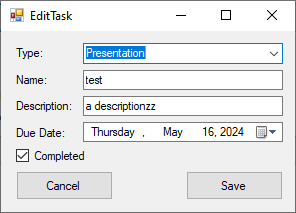 EditTask
Type: Presentation
Name: test
Description: a descriptionzz
Due Date: Thursday , May 16, 2024
Completed
Cancel Save